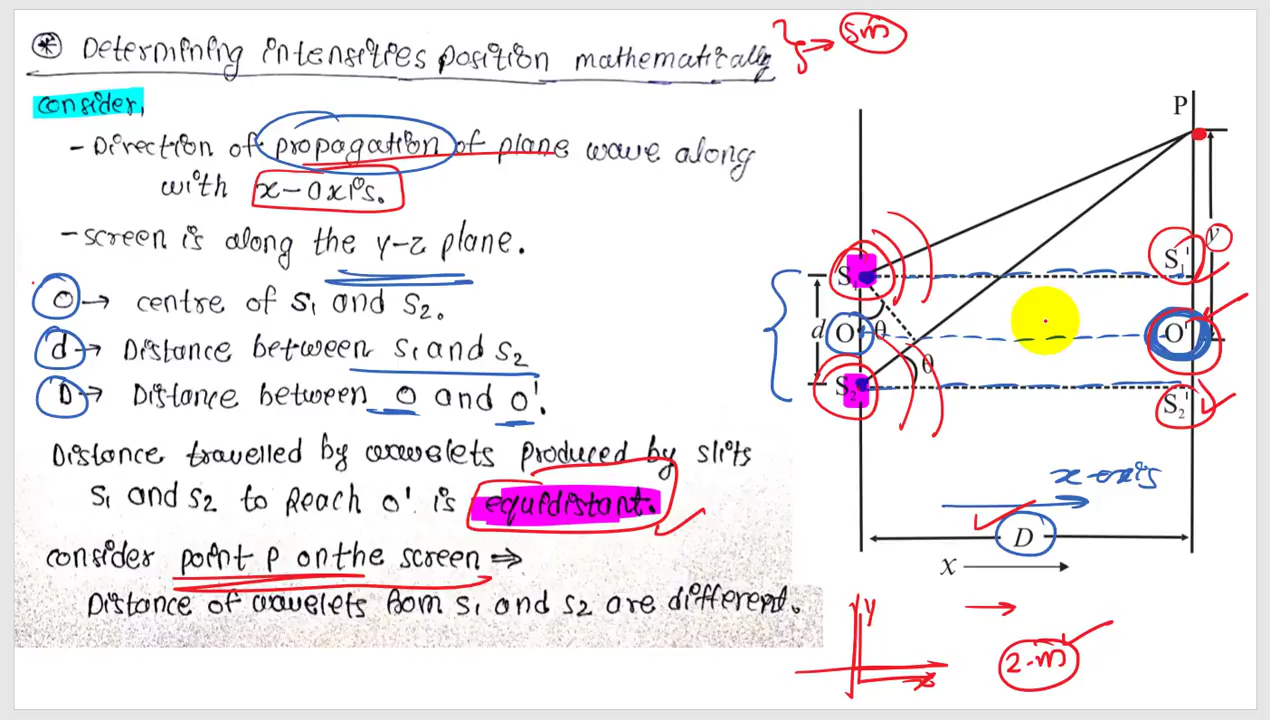 * Determining intensities position mathematically } → 5m
consider,
- Direction of propagation of plane wave along
with x-axis.
- screen is along the y-z plane.
O → centre of s1 and s2.
d → Distance between s1 and s2
D → Distance between O and O'.
Distance travelled by wavelets produced by slits
s1 and s2 to reach O' is equidistant.
consider point P on the screen ⇒
Distance of wavelets from s1 and s2 are different.
P
y
S1'
S
d
O
θ
O'
θ
S2
S2'
x-axis
D
x
y
x
2-m